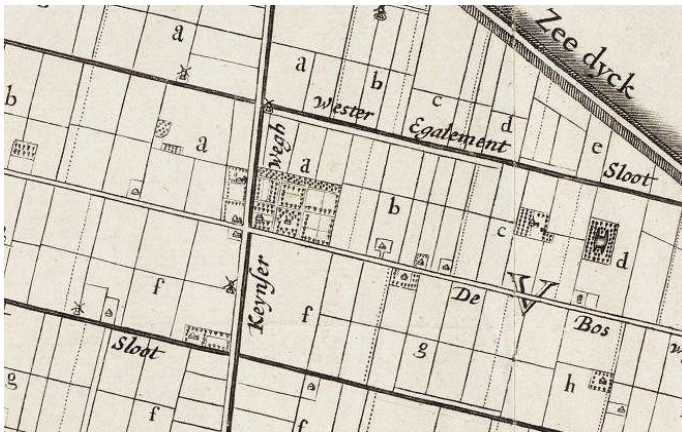 Zee dyck
a
a
b
Wester
c
Egalement
d
e
Sloot
b
a
wegh
a
b
c
d
f
Keynser
f
De
V
Bos
Sloot
g
h
g
f
f